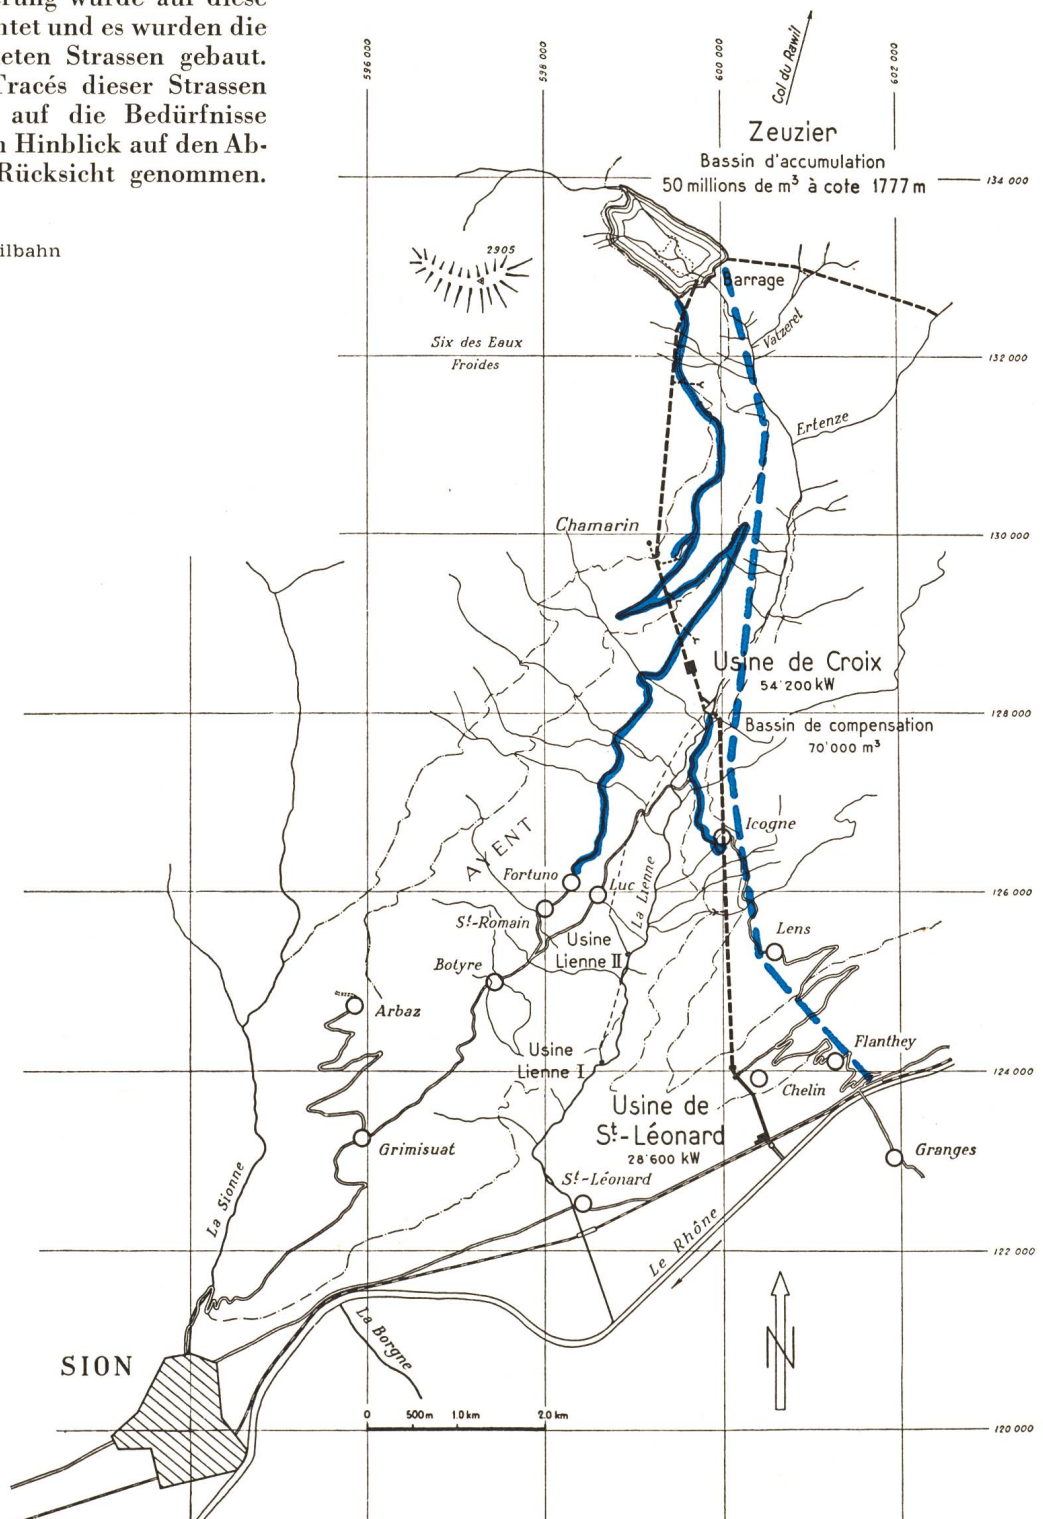 rung wurde auf diese
ntet und es wurden die
eten Strassen gebaut.
Tracés dieser Strassen
auf die Bedürfnisse
n Hinblick auf den Ab-
Rücksicht genommen.
ilbahn
596 000
598 000
600 000
602 000
Col du Rawil
Zeuzier
Bassin d'accumulation
50 millions de m³ à cote 1777 m
134 000
2905
Barrage
Vatzerel
Six des Eaux
Froides
132 000
Ertenze
Chamarin
130 000
Usine de Croix
54'200 kW
128 000
Bassin de compensation
70'000 m³
Icogne
AYENT
Fortuno
Luc
La Lienne
126 000
St-Romain
Lens
Usine
Lienne II
Botyre
Arbaz
Flanthey
Usine
Lienne I
124 000
Chelin
Usine de
St-Léonard
28'600 kW
Grimisuat
Granges
St-Léonard
La Sionne
Le Rhône
122 000
La Borgne
N
SION
0 500m 1.0 km 2.0 km
120 000